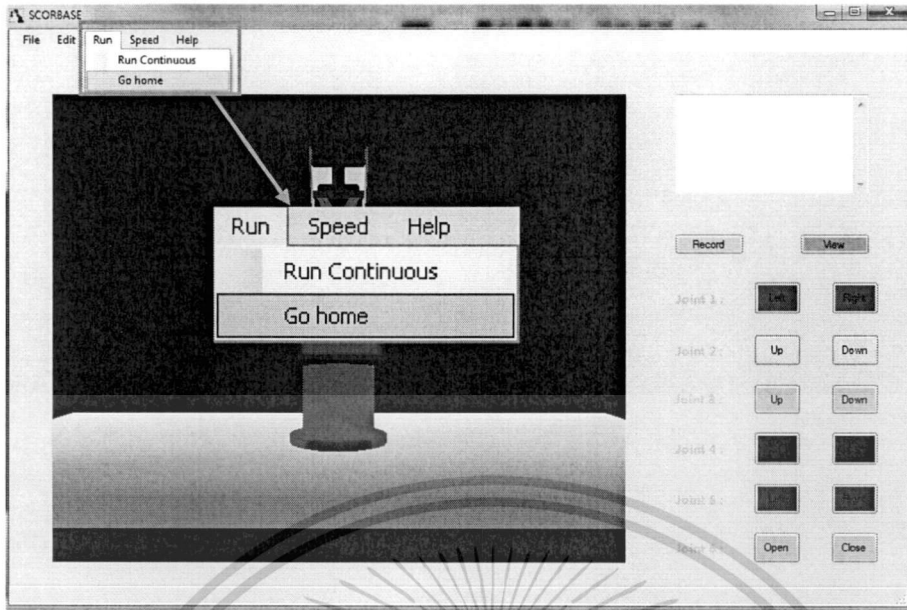 SCORBASE
File Edit Run Speed Help
Run Continuous
Go home
Run Speed Help
Run Continuous
Go home
Record View
Joint 1 : Left Right
Joint 2 : Up Down
Joint 3 : Up Down
Joint 4 :
Joint 5 : Left Right
Joint 6 : Open Close